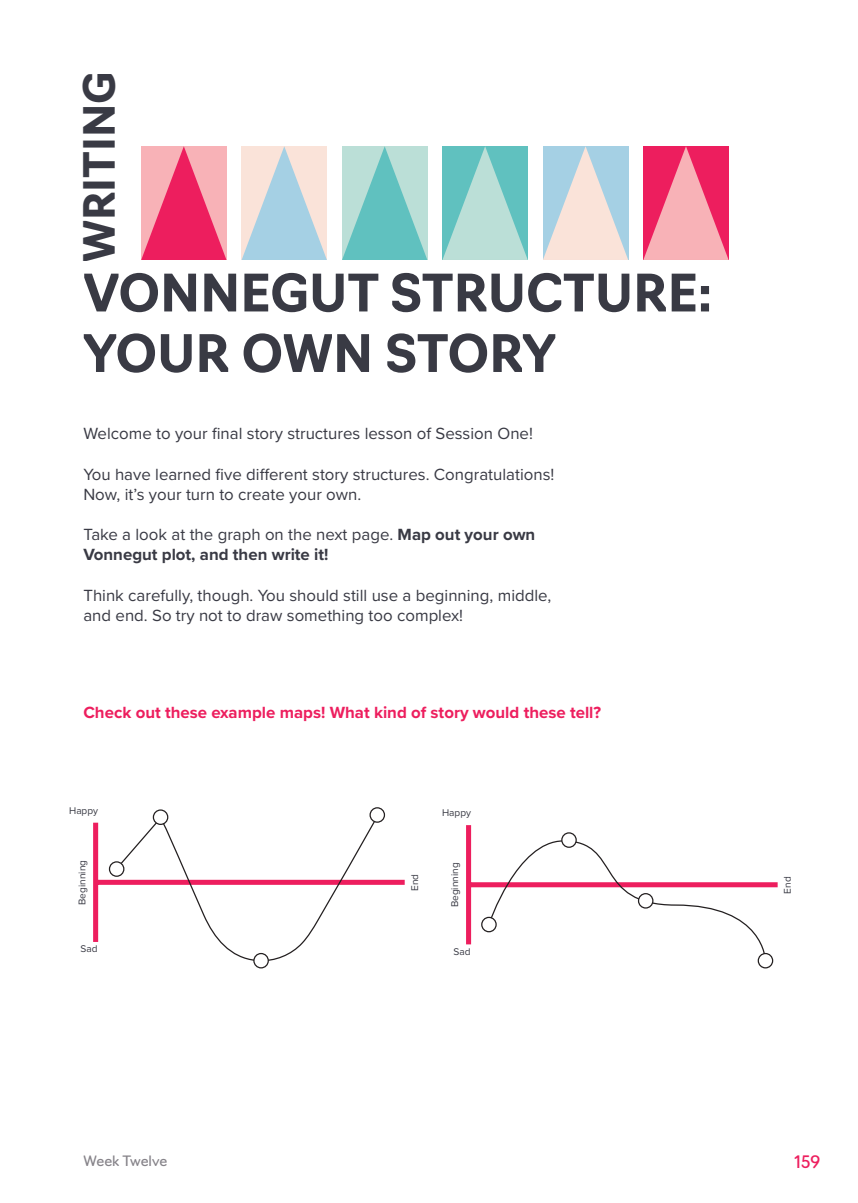 WRITING
VONNEGUT STRUCTURE:
YOUR OWN STORY
Welcome to your final story structures lesson of Session One!
You have learned five different story structures. Congratulations!
Now, it’s your turn to create your own.
Take a look at the graph on the next page. Map out your own
Vonnegut plot, and then write it!
Think carefully, though. You should still use a beginning, middle,
and end. So try not to draw something too complex!
Check out these example maps! What kind of story would these tell?
Happy
Beginning
End
Sad
Happy
Beginning
End
Sad
Week Twelve
159